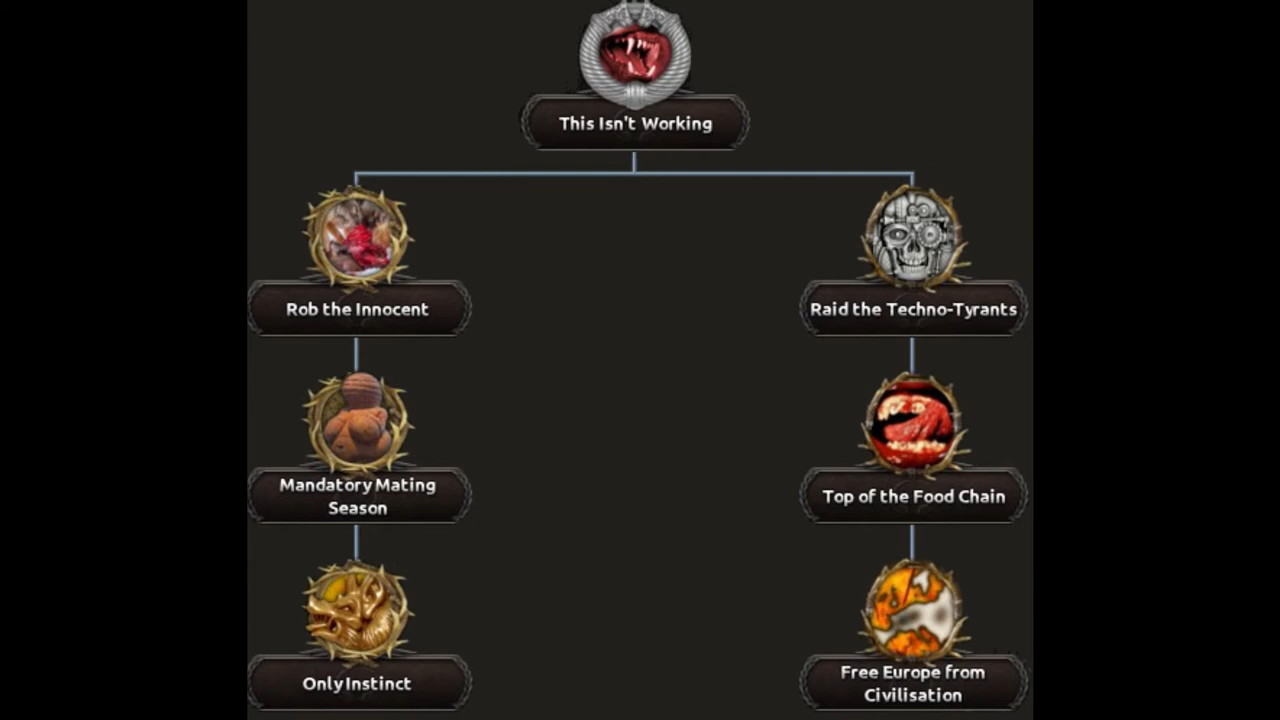 This Isn't Working
Rob the Innocent
Raid the Techno-Tyrants
Mandatory Mating
Season
Top of the Food Chain
Only Instinct
Free Europe from
Civilisation